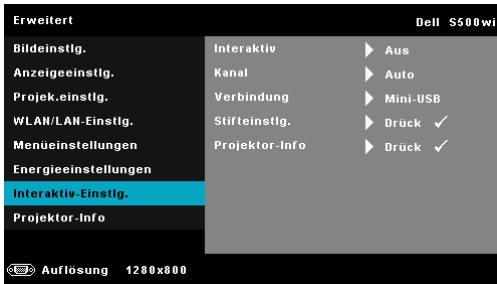 Erweitert Dell S500wi
Bildeinstlg. Interaktiv Aus
Anzeigeeinstlg. Kanal Auto
Projek.einstlg. Verbindung Mini-USB
WLAN/LAN-Einstlg. Stifteinstlg. Drück ✓
Menüeinstellungen Projektor-Info Drück ✓
Energieeinstellungen
Interaktiv-Einstlg.
Projektor-Info
Auflösung 1280x800